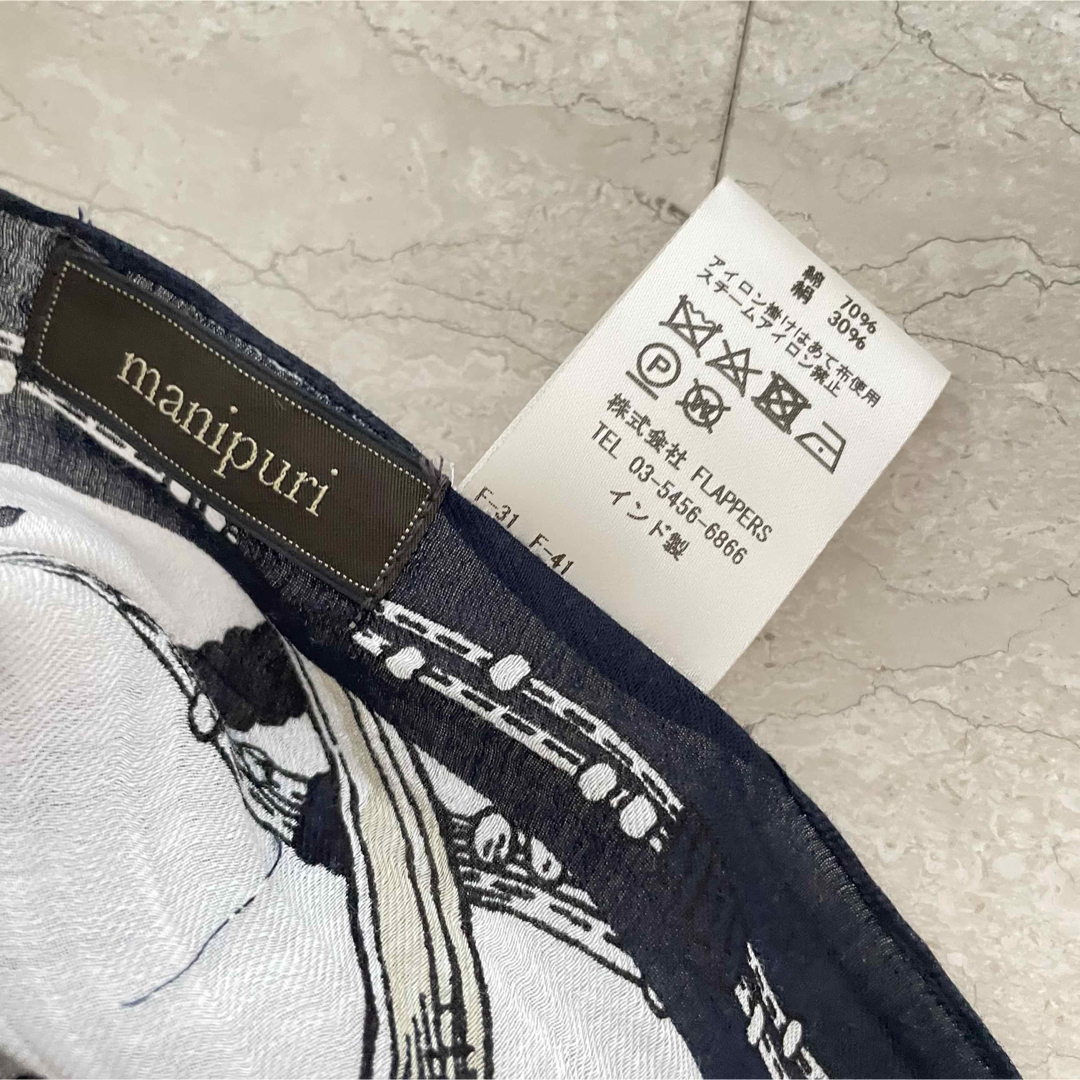 manipuri
綿 70%
絹 30%
アイロン掛けはあて布使用
スチームアイロン禁止
P W
株式会社 FLAPPERS
TEL 03-5456-6866
インド製
F-31 F-41